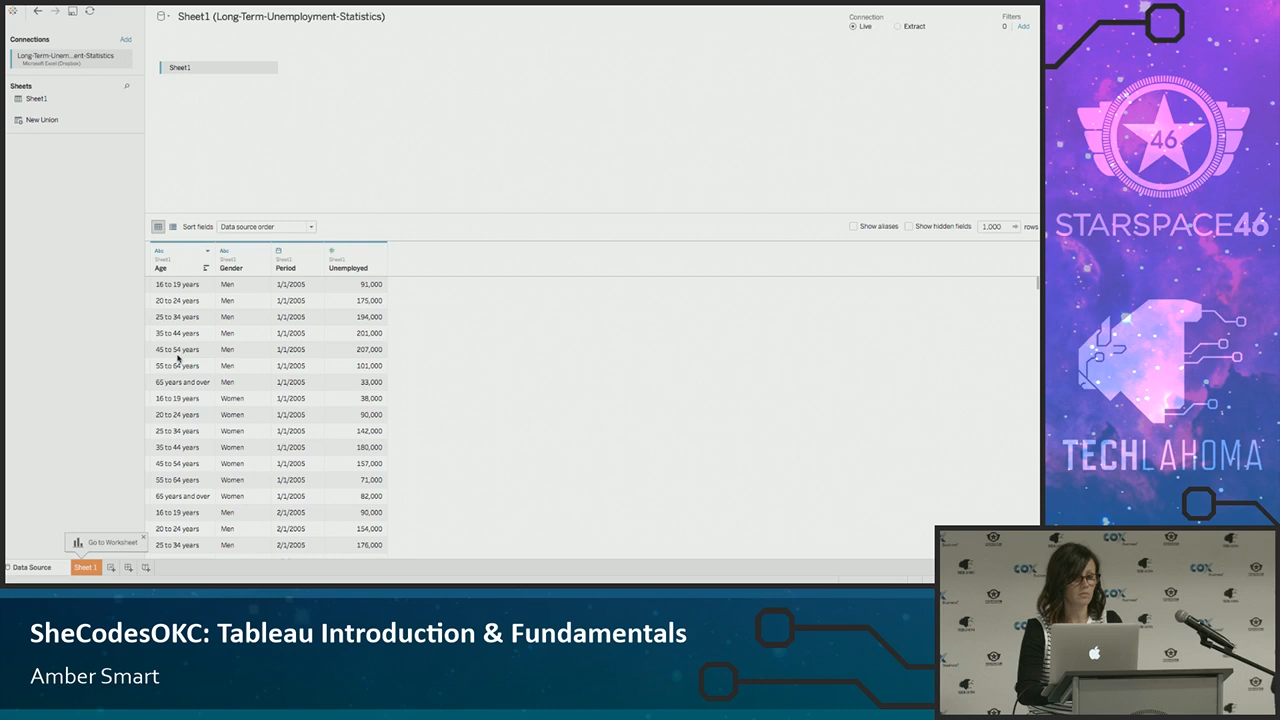 Sheet1 (Long-Term-Unemployment-Statistics)
Connection
Live
Extract
Filters
0
Add
Connections
Add
Long-Term-Unem...ent-Statistics
Microsoft Excel (Dropbox)
Sheets
Sheet1
New Union
Sheet1
Sort fields
Data source order
Show aliases
Show hidden fields
1,000
rows
Abc Abc
Sheet1 Sheet1 Sheet1 Sheet1
Age Gender Period Unemployed
16 to 19 years Men 1/1/2005 91,000
20 to 24 years Men 1/1/2005 175,000
25 to 34 years Men 1/1/2005 194,000
35 to 44 years Men 1/1/2005 201,000
45 to 54 years Men 1/1/2005 207,000
55 to 64 years Men 1/1/2005 101,000
65 years and over Men 1/1/2005 33,000
16 to 19 years Women 1/1/2005 38,000
20 to 24 years Women 1/1/2005 90,000
25 to 34 years Women 1/1/2005 142,000
35 to 44 years Women 1/1/2005 180,000
45 to 54 years Women 1/1/2005 157,000
55 to 64 years Women 1/1/2005 71,000
65 years and over Women 1/1/2005 82,000
16 to 19 years Men 2/1/2005 90,000
20 to 24 years Men 2/1/2005 154,000
25 to 34 years Men 2/1/2005 176,000
Go to Worksheet
Data Source
Sheet 1
46
STARSPACE46
TECHLAHOMA
COX
SheCodesOKC: Tableau Introduction & Fundamentals
Amber Smart